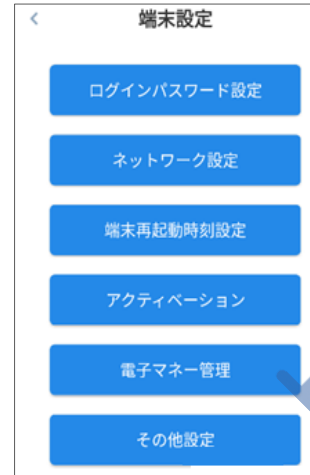 端末設定
ログインパスワード設定
ネットワーク設定
端末再起動時刻設定
アクティベーション
電子マネー管理
その他設定